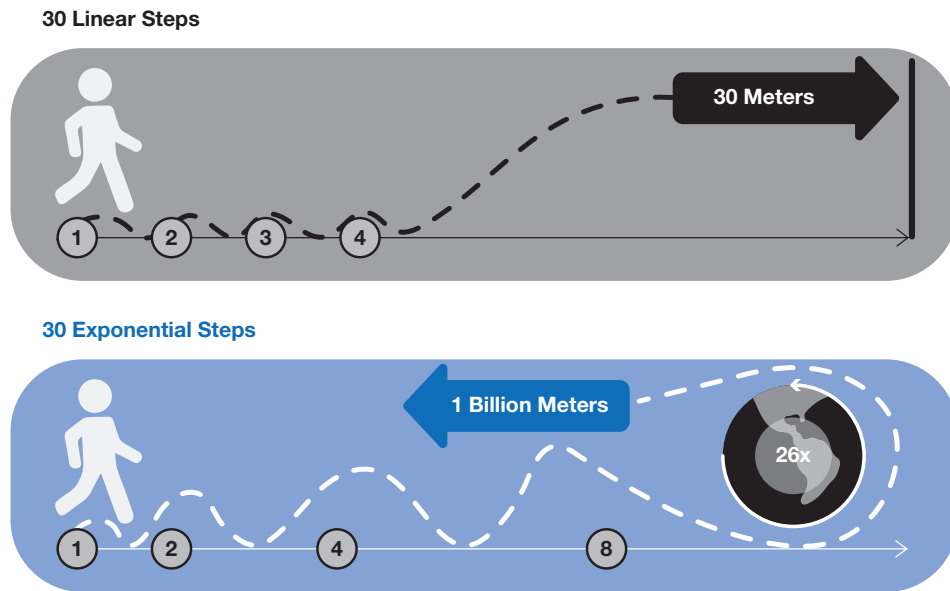 30 Linear Steps
30 Meters
1 2 3 4
30 Exponential Steps
1 Billion Meters
26x
1 2 4 8